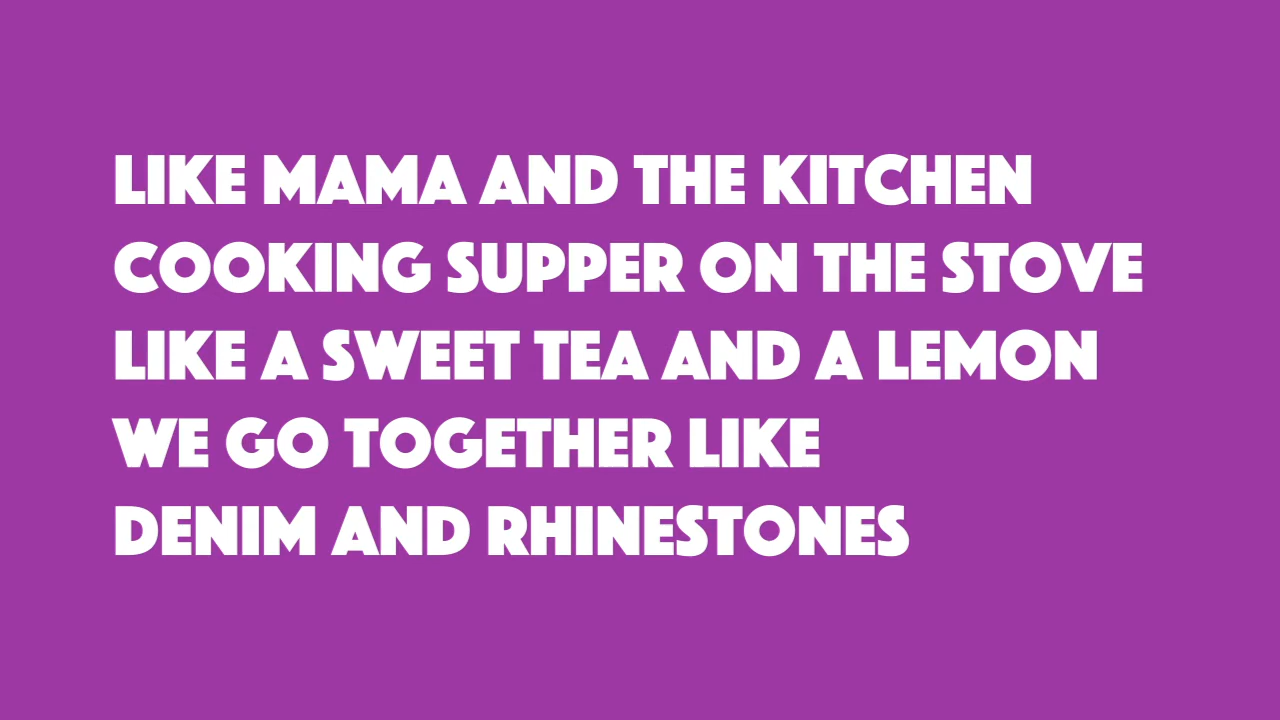 LIKE MAMA AND THE KITCHEN
COOKING SUPPER ON THE STOVE
LIKE A SWEET TEA AND A LEMON
WE GO TOGETHER LIKE
DENIM AND RHINESTONES